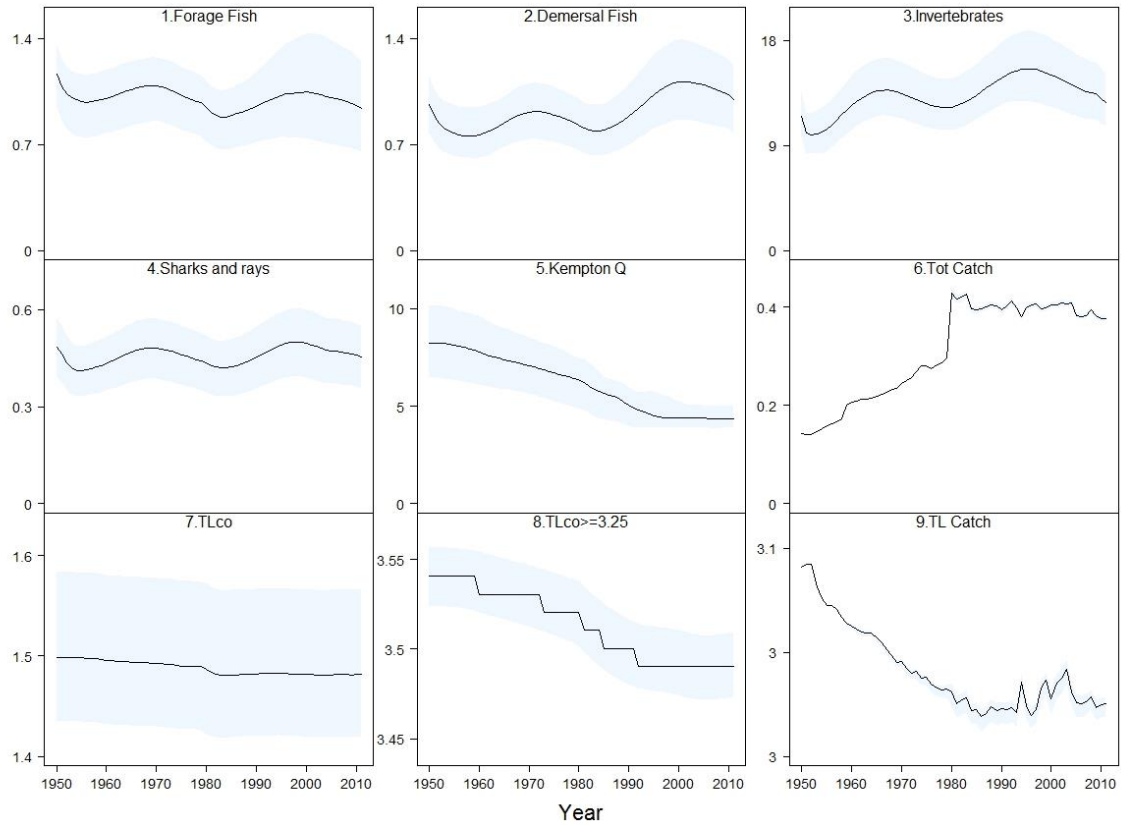 1.Forage Fish
1.4
0.7
0
2.Demersal Fish
1.4
0.7
0
3.Invertebrates
18
9
0
4.Sharks and rays
0.6
0.3
0
5.Kempton Q
10
5
0
6.Tot Catch
0.4
0.2
0
7.TLco
1.6
1.5
1.4
1950 1960 1970 1980 1990 2000 2010
8.TLco>=3.25
3.55
3.5
3.45
1950 1960 1970 1980 1990 2000 2010
9.TL Catch
3.1
3
3
1950 1960 1970 1980 1990 2000 2010
Year